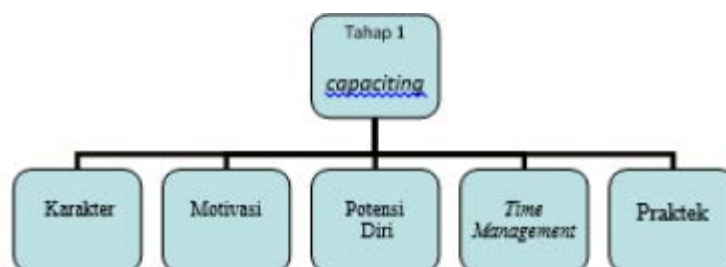 Tahap 1
capaciting
Karakter
Motivasi
Potensi
Diri
Time
Management
Praktek